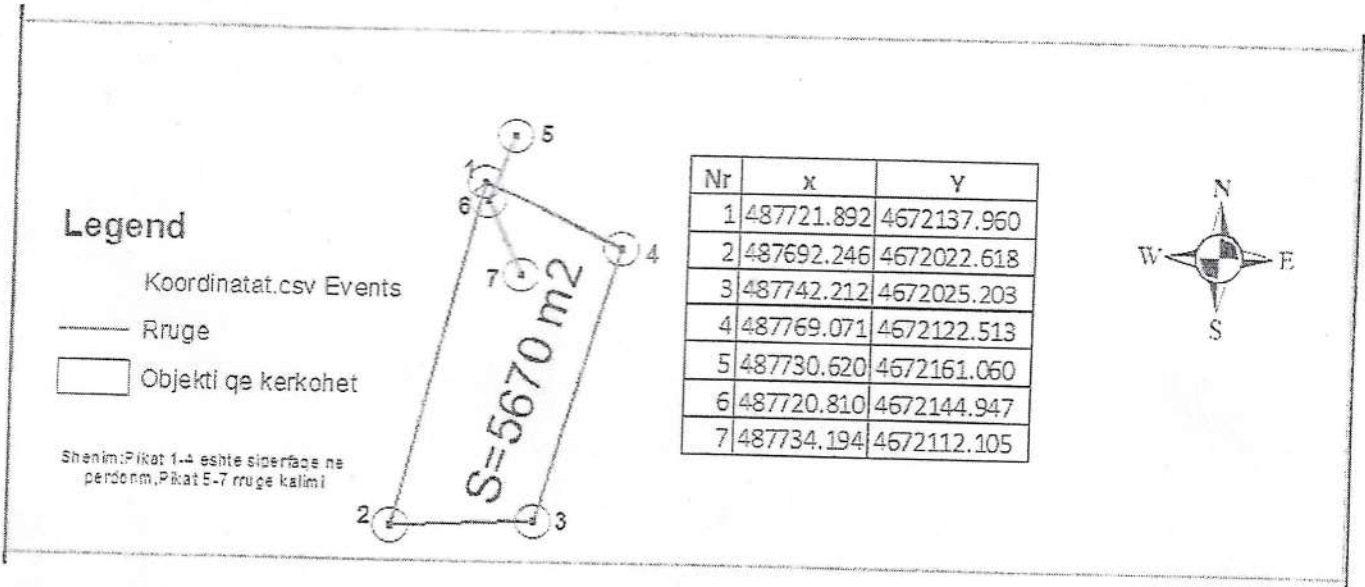 Legend
Koordinatat.csv Events
Rruge
Objekti qe kerkohet
Shenim:Pikat 1-4 eshte siperfaqe ne
perdorim,Pikat 5-7 rruge kalimi
5
1
6
4
7
S=5670 m2
2
3
Nr X Y
1 487721.892 4672137.960
2 487692.246 4672022.618
3 487742.212 4672025.203
4 487769.071 4672122.513
5 487730.620 4672161.060
6 487720.810 4672144.947
7 487734.194 4672112.105
N
W E
S